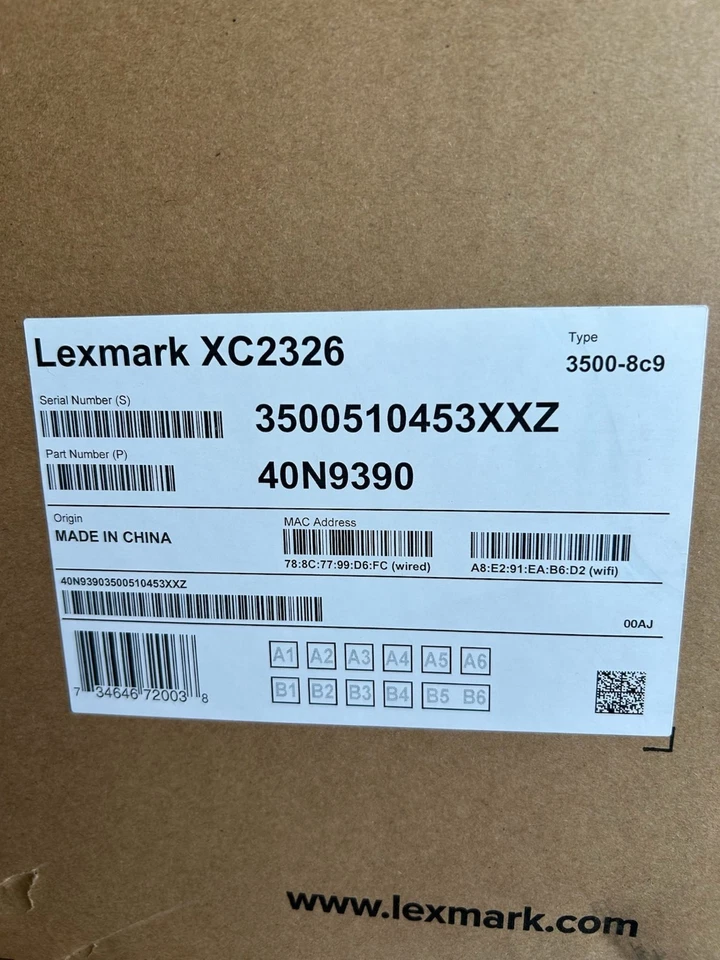 Lexmark XC2326
Type
3500-8c9
Serial Number (S)
3500510453XXZ
Part Number (P)
40N9390
Origin
MADE IN CHINA
MAC Address
78:8C:77:99:D6:FC (wired)
A8:E2:91:EA:B6:D2 (wifi)
40N93903500510453XXZ
00AJ
7 34646 72003 8
A1 A2 A3 A4 A5 A6
B1 B2 B3 B4 B5 B6
www.lexmark.com